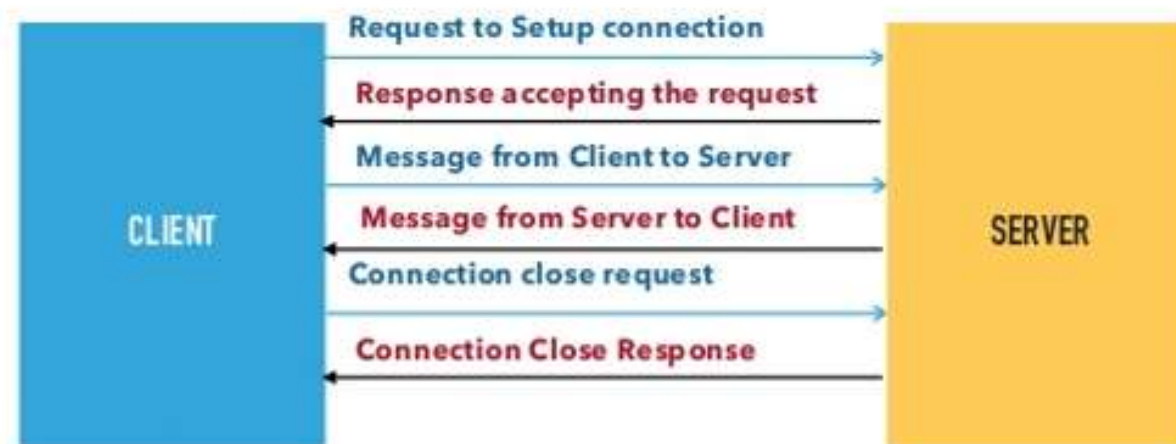 Request to Setup connection
Response accepting the request
Message from Client to Server
CLIENT
Message from Server to Client
SERVER
Connection close request
Connection Close Response